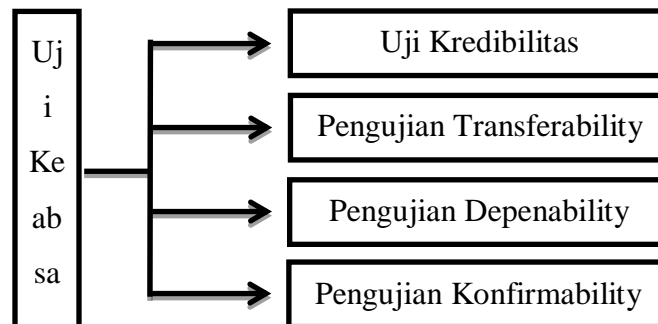 Uj
i
Ke
ab
sa
Uji Kredibilitas
Pengujian Transferability
Pengujian Depenability
Pengujian Konfirmability